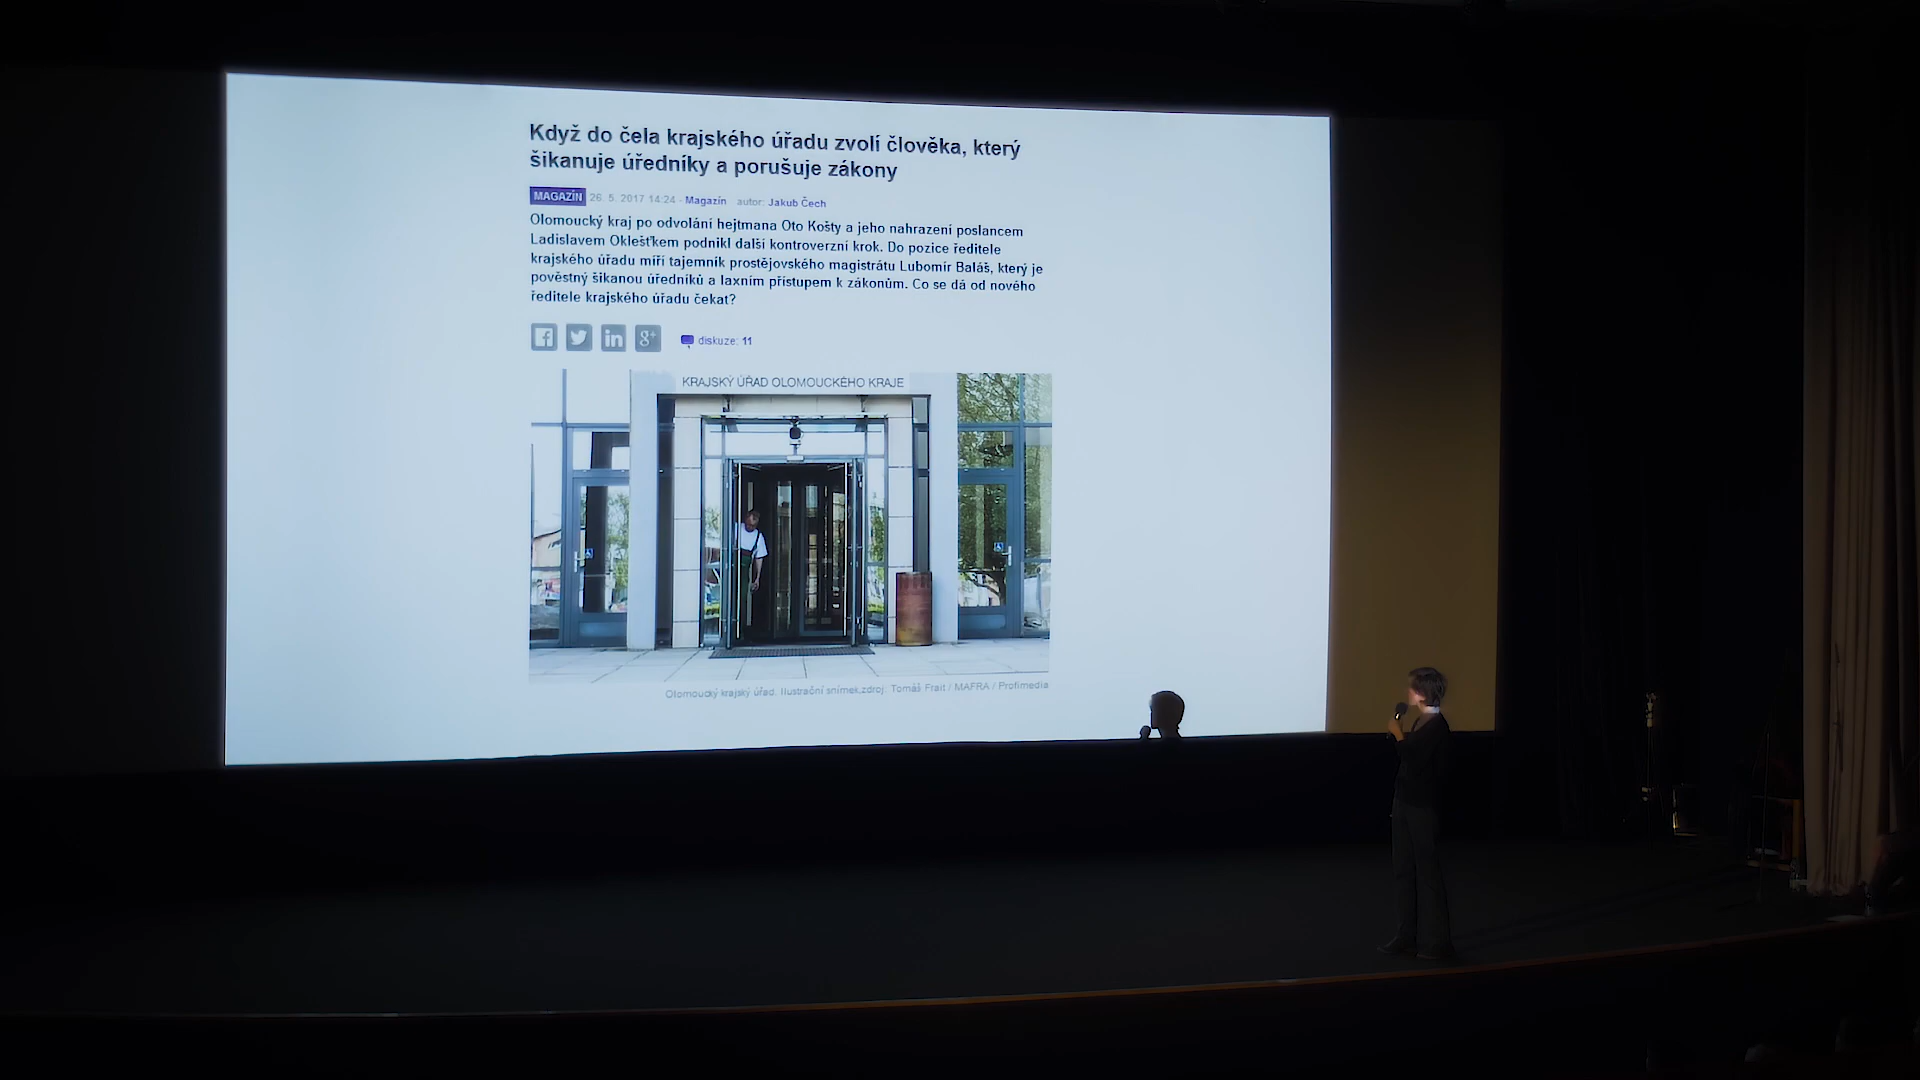 Když do čela krajského úřadu zvolí člověka, který
šikanuje úředníky a porušuje zákony
MAGAZÍN 26. 5. 2017 14:24 - Magazín autor: Jakub Čech
Olomoucký kraj po odvolání hejtmana Oto Košty a jeho nahrazení poslancem
Ladislavem Oklešťkem podnikl další kontroverzní krok. Do pozice ředitele
krajského úřadu míří tajemník prostějovského magistrátu Lubomír Baláš, který je
pověstný šikanou úředníků a laxním přístupem k zákonům. Co se dá od nového
ředitele krajského úřadu čekat?
diskuze: 11
KRAJSKÝ ÚŘAD OLOMOUCKÉHO KRAJE
Olomoucký krajský úřad. Ilustrační snímek,zdroj: Tomáš Frait / MAFRA / Profimedia